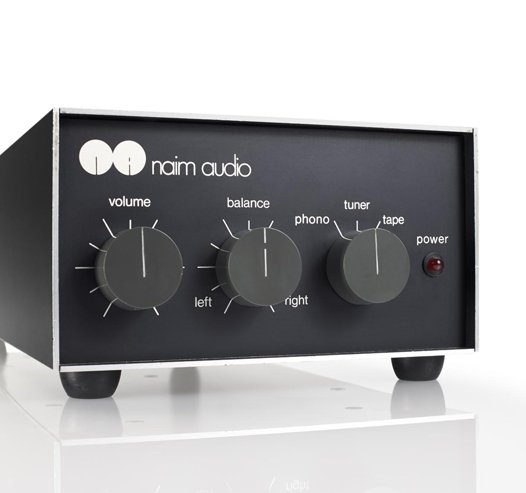 naim audio
volume
balance
tuner
phono
tape
power
left
right